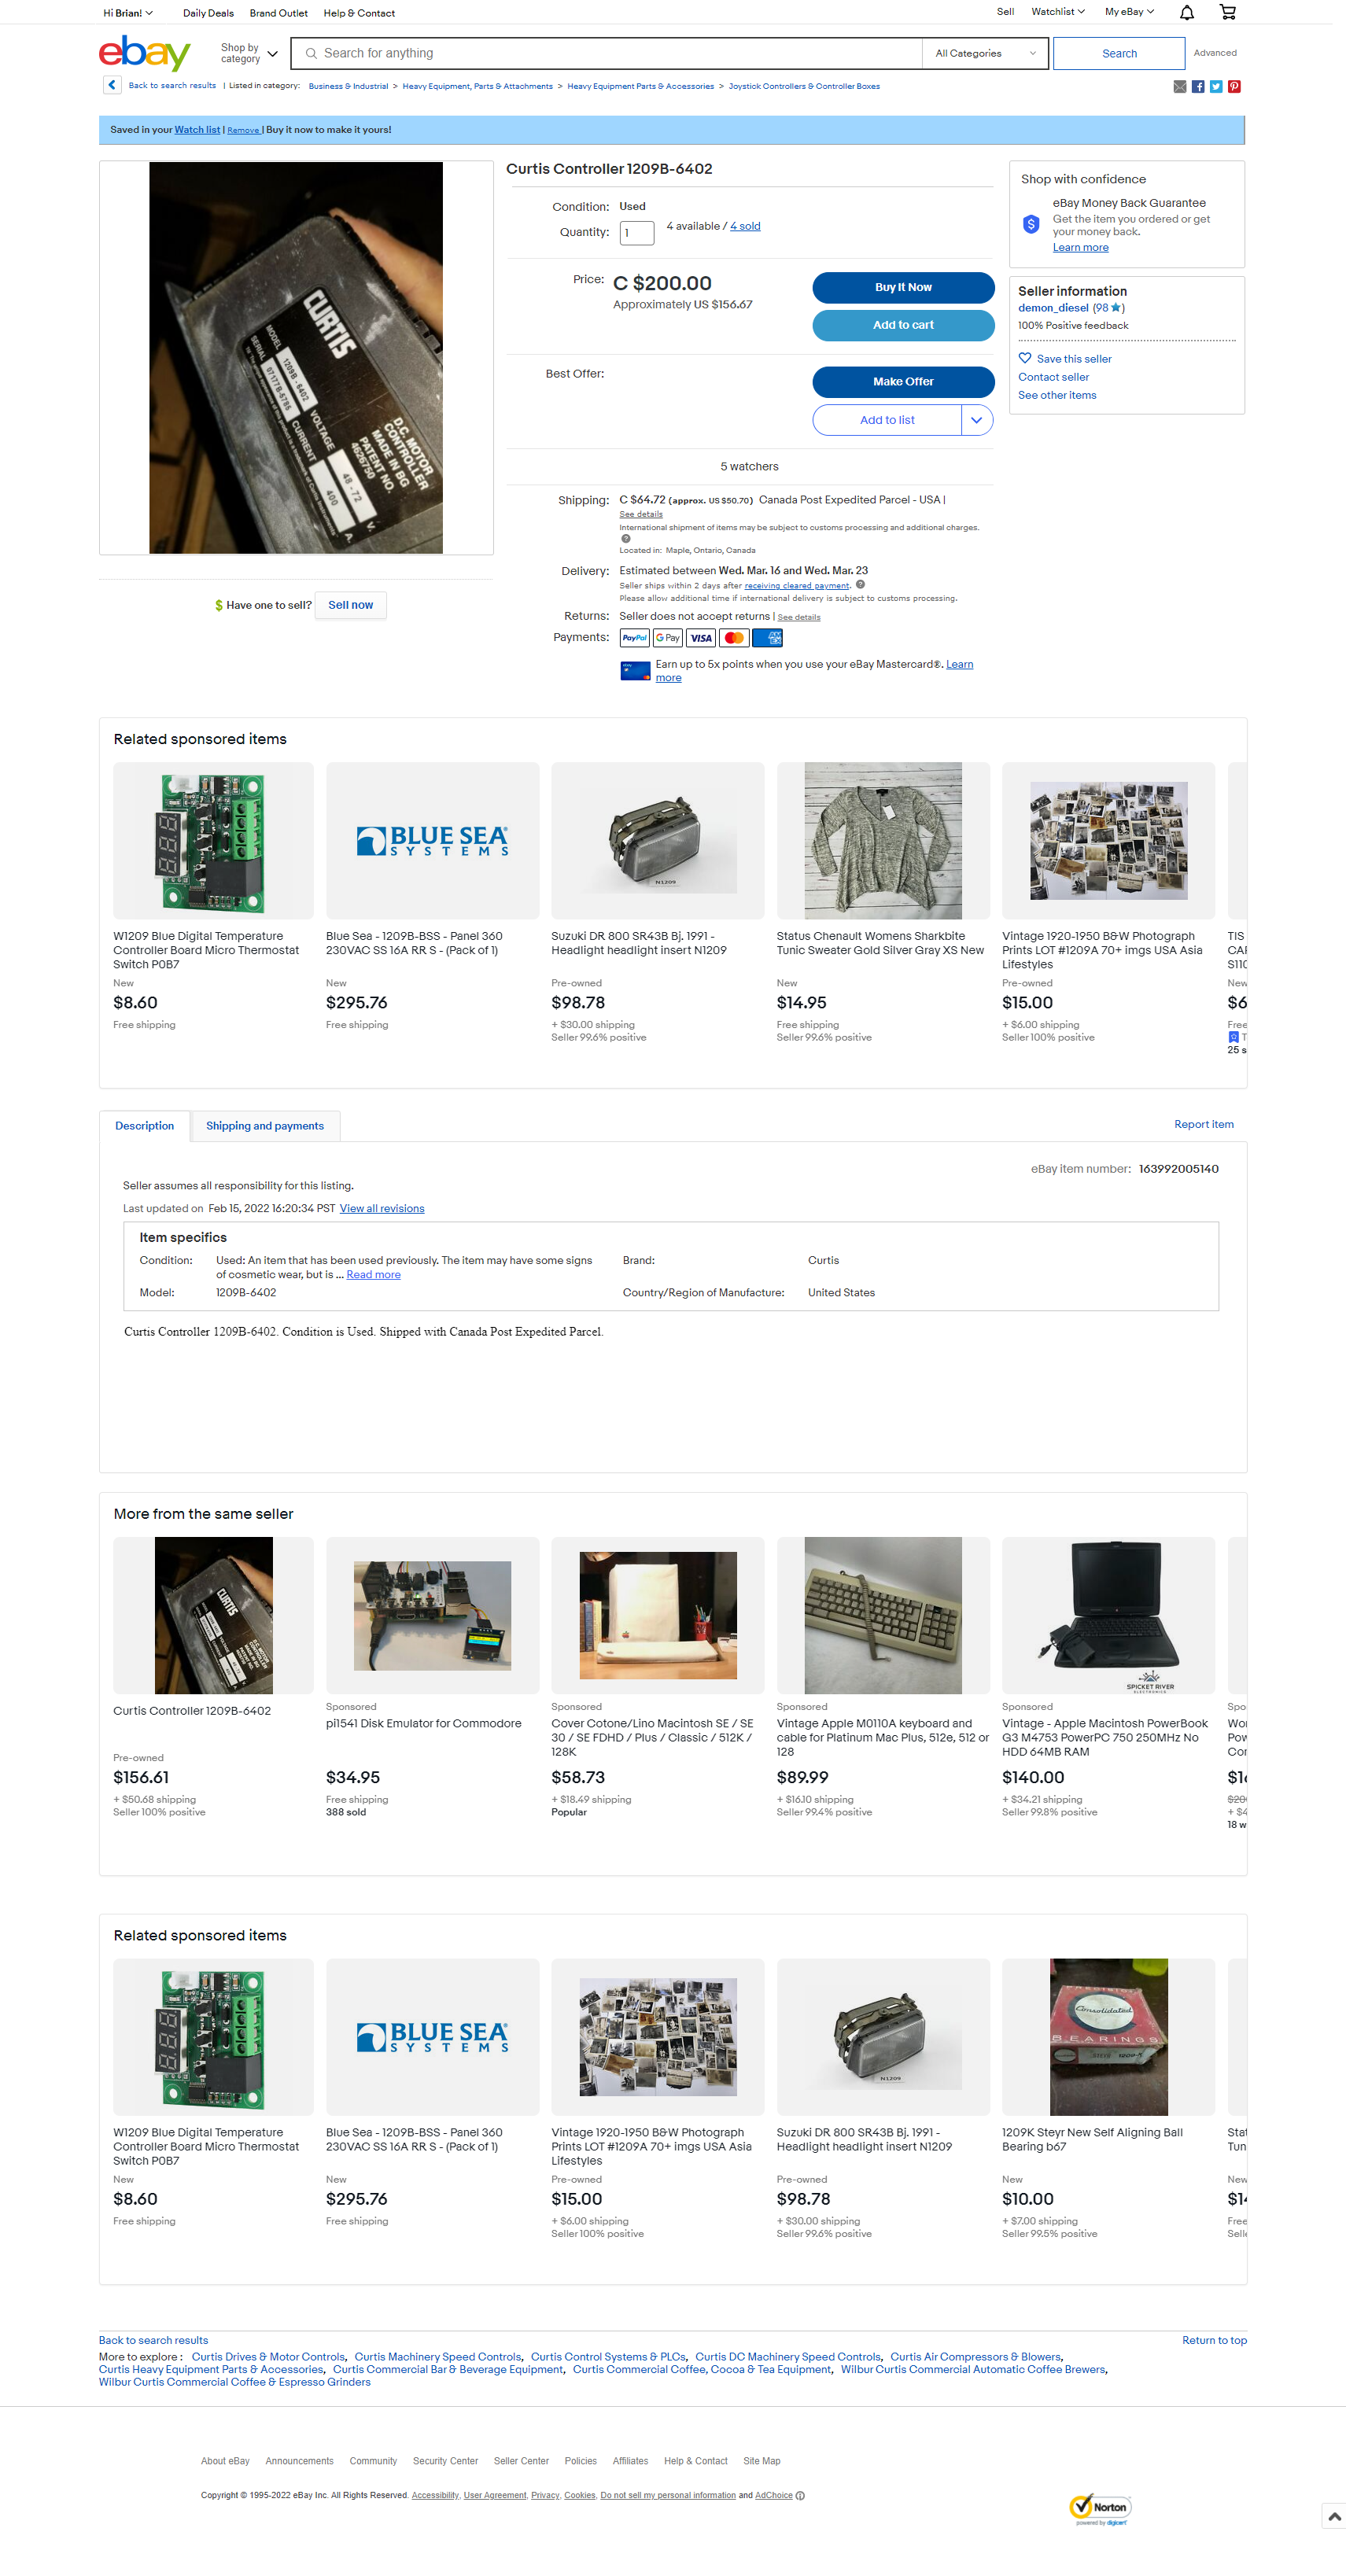 Hi Brian!
Daily Deals
Brand Outlet
Help & Contact
Sell
Watchlist
My eBay
ebay
Shop by category
Search for anything
All Categories
Search
Advanced
Back to search results | Listed in category: Business & Industrial > Heavy Equipment, Parts & Attachments > Heavy Equipment Parts & Accessories > Joystick Controllers & Controller Boxes
Saved in your Watch list | Remove | Buy it now to make it yours!
CURTIS
MODEL 1209B-6402
SERIAL 07177B-6785
VOLTAGE 48-72 V.
CURRENT 400 A.
D.C. MOTOR
CONTROLLER
MADE IN BG
PATENT NO.
4626750
Have one to sell? Sell now
Curtis Controller 1209B-6402
Condition: Used
Quantity: 1
4 available / 4 sold
Price: C $200.00
Approximately US $156.67
Buy It Now
Add to cart
Best Offer:
Make Offer
Add to list
5 watchers
Shipping: C $64.72 (approx. US $50.70) Canada Post Expedited Parcel - USA |
See details
International shipment of items may be subject to customs processing and additional charges.
Located in: Maple, Ontario, Canada
Delivery: Estimated between Wed. Mar. 16 and Wed. Mar. 23
Seller ships within 2 days after receiving cleared payment.
Please allow additional time if international delivery is subject to customs processing.
Returns: Seller does not accept returns | See details
Payments: PayPal G Pay VISA
Earn up to 5x points when you use your eBay Mastercard®. Learn
more
Shop with confidence
eBay Money Back Guarantee
Get the item you ordered or get
your money back.
Learn more
Seller information
demon_diesel (98)
100% Positive feedback
Save this seller
Contact seller
See other items
Related sponsored items
BLUE SEA
SYSTEMS
N1209
W1209 Blue Digital Temperature
Controller Board Micro Thermostat
Switch P0B7
New
$8.60
Free shipping
Blue Sea - 1209B-BSS - Panel 360
230VAC SS 16A RR S - (Pack of 1)
New
$295.76
Free shipping
Suzuki DR 800 SR43B Bj. 1991 -
Headlight headlight insert N1209
Pre-owned
$98.78
+ $30.00 shipping
Seller 99.6% positive
Status Chenault Womens Sharkbite
Tunic Sweater Gold Silver Gray XS New
New
$14.95
Free shipping
Seller 99.6% positive
Vintage 1920-1950 B&W Photograph
Prints LOT #1209A 70+ imgs USA Asia
Lifestyles
Pre-owned
$15.00
+ $6.00 shipping
Seller 100% positive
TIS
S110
New
$6
Free
25 s
Description
Shipping and payments
Report item
eBay item number: 163992005140
Seller assumes all responsibility for this listing.
Last updated on Feb 15, 2022 16:20:34 PST View all revisions
Item specifics
Condition: Used: An item that has been used previously. The item may have some signs
of cosmetic wear, but is ... Read more
Brand: Curtis
Model: 1209B-6402
Country/Region of Manufacture: United States
Curtis Controller 1209B-6402. Condition is Used. Shipped with Canada Post Expedited Parcel.
More from the same seller
CURTIS
SPICKET RIVER
ELECTRONICS
Curtis Controller 1209B-6402
Pre-owned
$156.61
+ $50.68 shipping
Seller 100% positive
Sponsored
pi1541 Disk Emulator for Commodore
$34.95
Free shipping
388 sold
Sponsored
Cover Cotone/Lino Macintosh SE / SE
30 / SE FDHD / Plus / Classic / 512K /
128K
$58.73
+ $18.49 shipping
Popular
Sponsored
Vintage Apple M0110A keyboard and
cable for Platinum Mac Plus, 512e, 512 or
128
$89.99
+ $16.10 shipping
Seller 99.4% positive
Sponsored
Vintage - Apple Macintosh PowerBook
G3 M4753 PowerPC 750 250MHz No
HDD 64MB RAM
$140.00
+ $34.21 shipping
Seller 99.8% positive
Spo
Wor
Pow
Cor
$16
$20
+ $4
18 w
Related sponsored items
BLUE SEA
SYSTEMS
N1209
Consolidated
BEARINGS
W1209 Blue Digital Temperature
Controller Board Micro Thermostat
Switch P0B7
New
$8.60
Free shipping
Blue Sea - 1209B-BSS - Panel 360
230VAC SS 16A RR S - (Pack of 1)
New
$295.76
Free shipping
Vintage 1920-1950 B&W Photograph
Prints LOT #1209A 70+ imgs USA Asia
Lifestyles
Pre-owned
$15.00
+ $6.00 shipping
Seller 100% positive
Suzuki DR 800 SR43B Bj. 1991 -
Headlight headlight insert N1209
Pre-owned
$98.78
+ $30.00 shipping
Seller 99.6% positive
1209K Steyr New Self Aligning Ball
Bearing b67
New
$10.00
+ $7.00 shipping
Seller 99.5% positive
Stat
Tun
New
$14
Free
Selle
Back to search results
Return to top
More to explore : Curtis Drives & Motor Controls, Curtis Machinery Speed Controls, Curtis Control Systems & PLCs, Curtis DC Machinery Speed Controls, Curtis Air Compressors & Blowers,
Curtis Heavy Equipment Parts & Accessories, Curtis Commercial Bar & Beverage Equipment, Curtis Commercial Coffee, Cocoa & Tea Equipment, Wilbur Curtis Commercial Automatic Coffee Brewers,
Wilbur Curtis Commercial Coffee & Espresso Grinders
About eBay Announcements Community Security Center Seller Center Policies Affiliates Help & Contact Site Map
Copyright © 1995-2022 eBay Inc. All Rights Reserved. Accessibility, User Agreement, Privacy, Cookies, Do not sell my personal information and AdChoice
Norton
powered by digicert